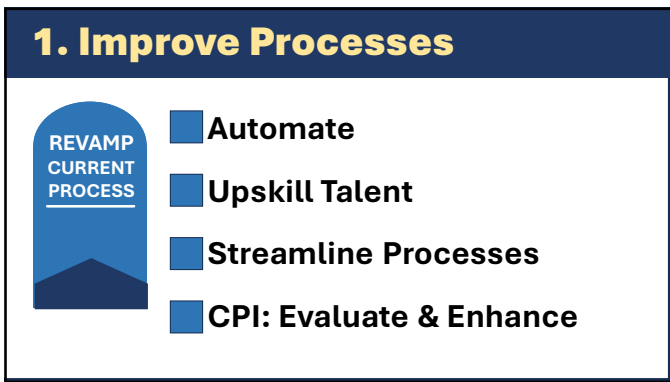 1. Improve Processes
REVAMP
CURRENT
PROCESS
Automate
Upskill Talent
Streamline Processes
CPI: Evaluate & Enhance